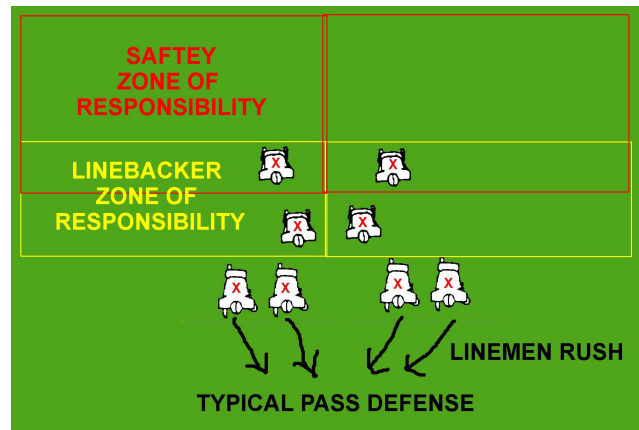 SAFTEY
ZONE OF
RESPONSIBILITY
LINEBACKER
ZONE OF
RESPONSIBILITY
X
X
X
X
X
X
X
X
LINEMEN RUSH
TYPICAL PASS DEFENSE